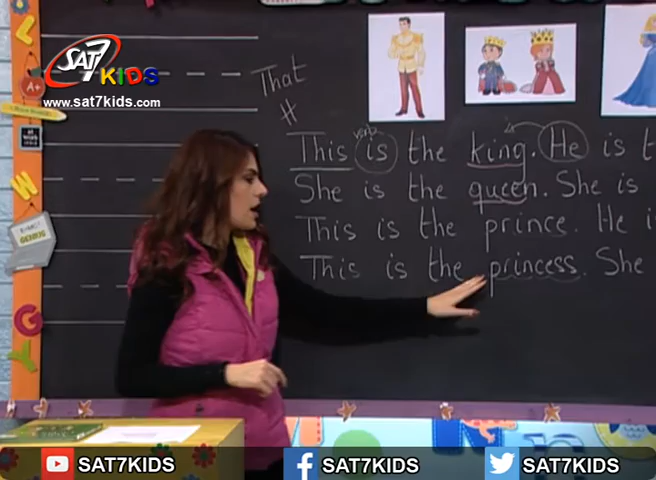 SAT7
KIDS
www.sat7kids.com
L
A+
W
G
Y
That
#
verb
This is the king. He is t
She is the queen. She is
This is the prince. He i
This is the princess. She
SAT7KIDS
SAT7KIDS
SAT7KIDS